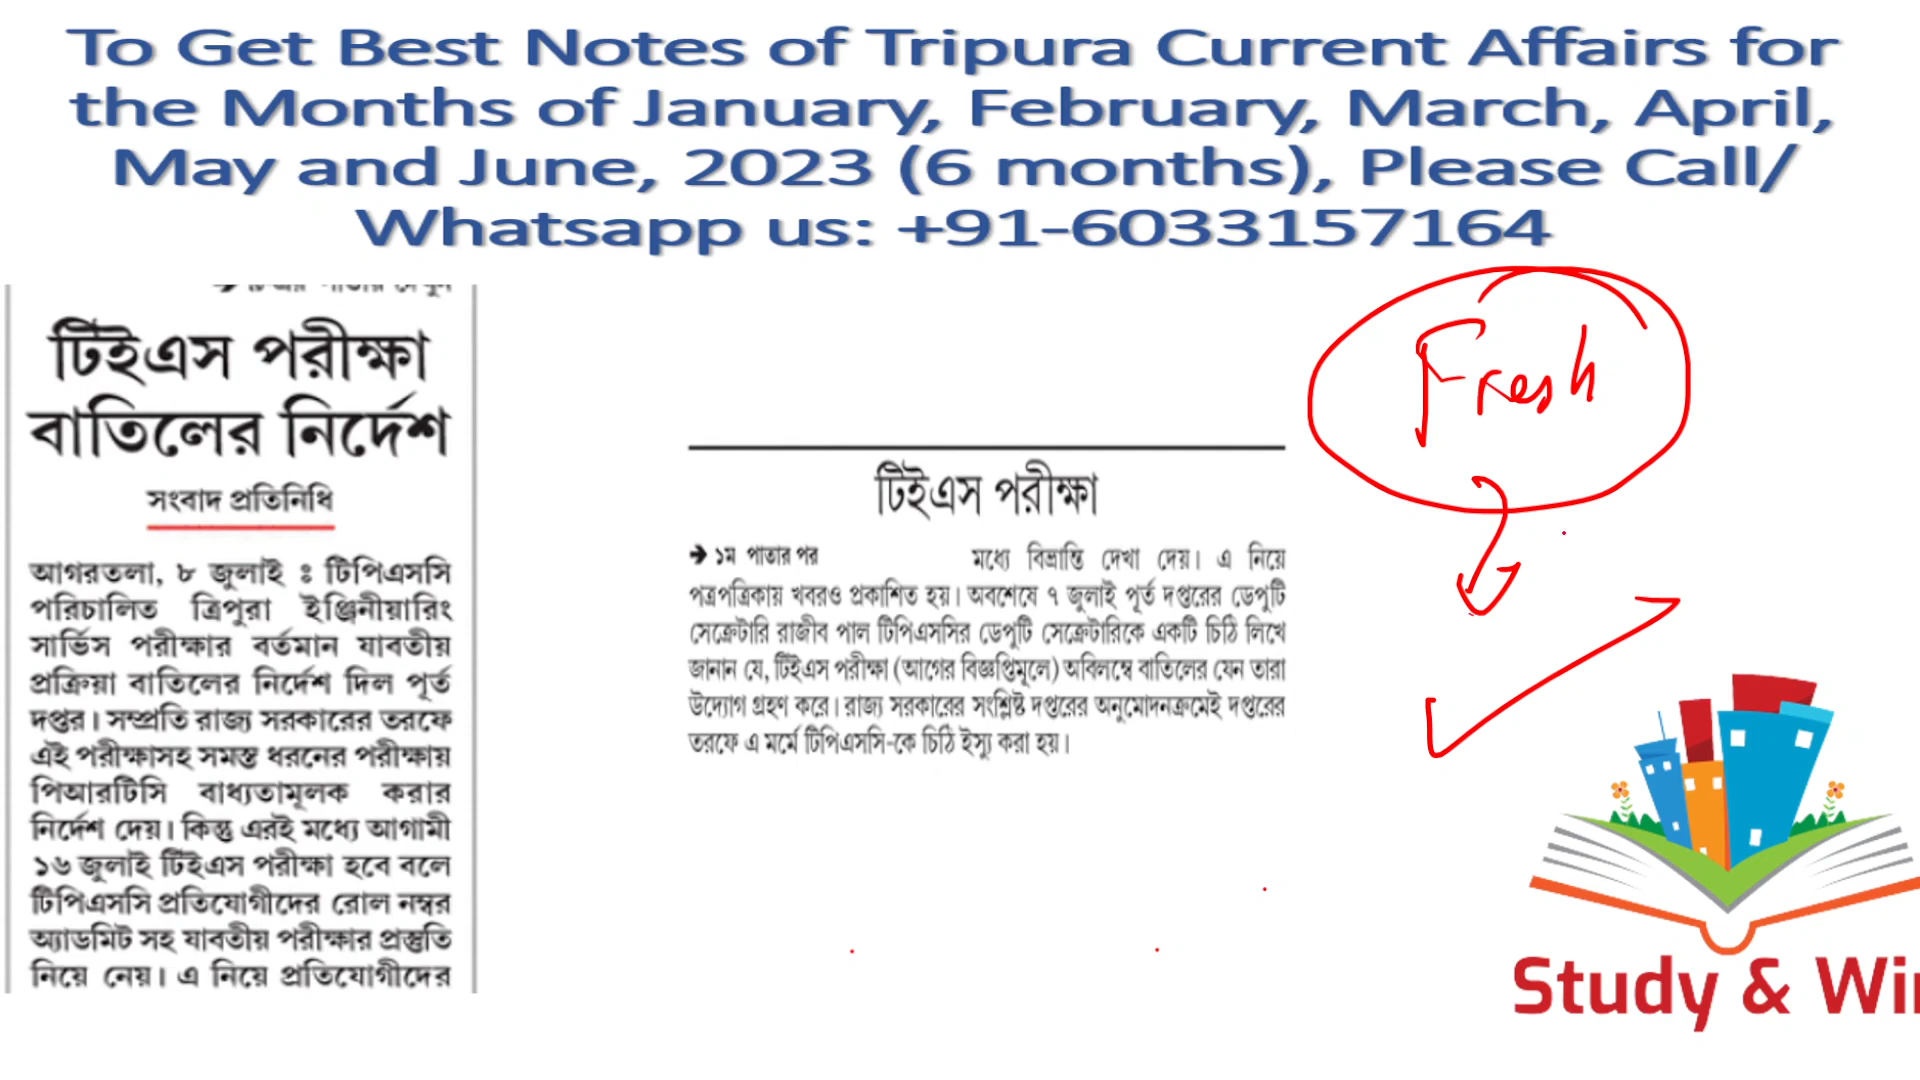 To Get Best Notes of Tripura Current Affairs for
the Months of January, February, March, April,
May and June, 2023 (6 months), Please Call/
Whatsapp us: +91-6033157164
টিইএস পরীক্ষা
বাতিলের নির্দেশ
সংবাদ প্রতিনিধি
আগরতলা, ৮ জুলাই ঃ টিপিএসসি
পরিচালিত ত্রিপুরা ইঞ্জিনীয়ারিং
সার্ভিস পরীক্ষার বর্তমান যাবতীয়
প্রক্রিয়া বাতিলের নির্দেশ দিল পূর্ত
দপ্তর। সম্প্রতি রাজ্য সরকারের তরফে
এই পরীক্ষাসহ সমস্ত ধরনের পরীক্ষায়
পিআরটিসি বাধ্যতামূলক করার
নির্দেশ দেয়। কিন্তু এরই মধ্যে আগামী
১৬ জুলাই টিইএস পরীক্ষা হবে বলে
টিপিএসসি প্রতিযোগীদের রোল নম্বর
অ্যাডমিট সহ যাবতীয় পরীক্ষার প্রস্তুতি
নিয়ে নেয়। এ নিয়ে প্রতিযোগীদের
টিইএস পরীক্ষা
➔ ১ম পাতার পর মধ্যে বিভ্রান্তি দেখা দেয়। এ নিয়ে
পত্রপত্রিকায় খবরও প্রকাশিত হয়। অবশেষে ৭ জুলাই পূর্ত দপ্তরের ডেপুটি
সেক্রেটারি রাজীব পাল টিপিএসসির ডেপুটি সেক্রেটারিকে একটি চিঠি লিখে
জানান যে, টিইএস পরীক্ষা (আগের বিজ্ঞপ্তিমূলে) অবিলম্বে বাতিলের যেন তারা
উদ্যোগ গ্রহণ করে। রাজ্য সরকারের সংশ্লিষ্ট দপ্তরের অনুমোদনক্রমেই দপ্তরের
তরফে এ মর্মে টিপিএসসি-কে চিঠি ইস্যু করা হয়।
Fresh
Study & Wi